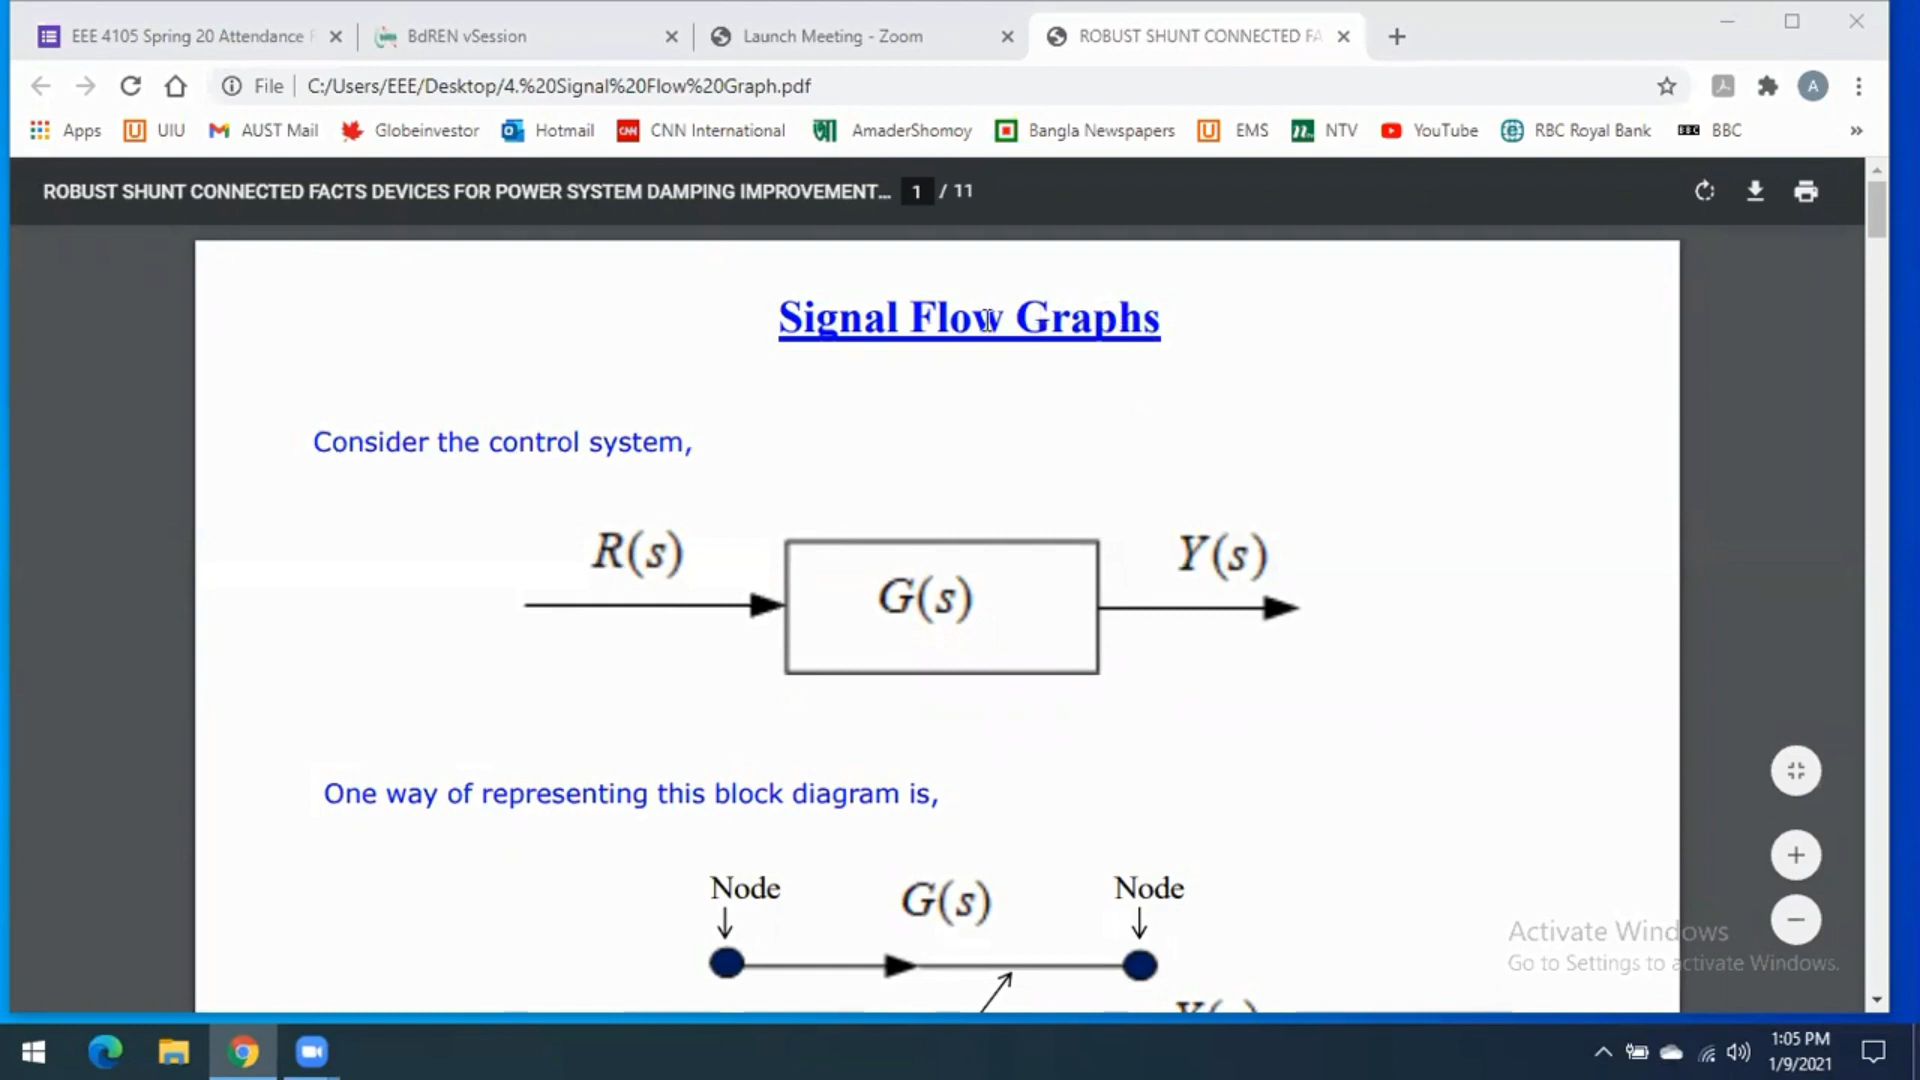 EEE 4105 Spring 20 Attendance
BdREN vSession
Launch Meeting - Zoom
ROBUST SHUNT CONNECTED FA
File
C:/Users/EEE/Desktop/4.%20Signal%20Flow%20Graph.pdf
A
Apps
UIU
AUST Mail
Globeinvestor
Hotmail
CNN International
AmaderShomoy
Bangla Newspapers
EMS
NTV
YouTube
RBC Royal Bank
BBC
ROBUST SHUNT CONNECTED FACTS DEVICES FOR POWER SYSTEM DAMPING IMPROVEMENT... 1 / 11
Signal Flow Graphs
Consider the control system,
R(s)
G(s)
Y(s)
One way of representing this block diagram is,
Node
G(s)
Node
Activate Windows
Go to Settings to activate Windows.
1:05 PM
1/9/2021